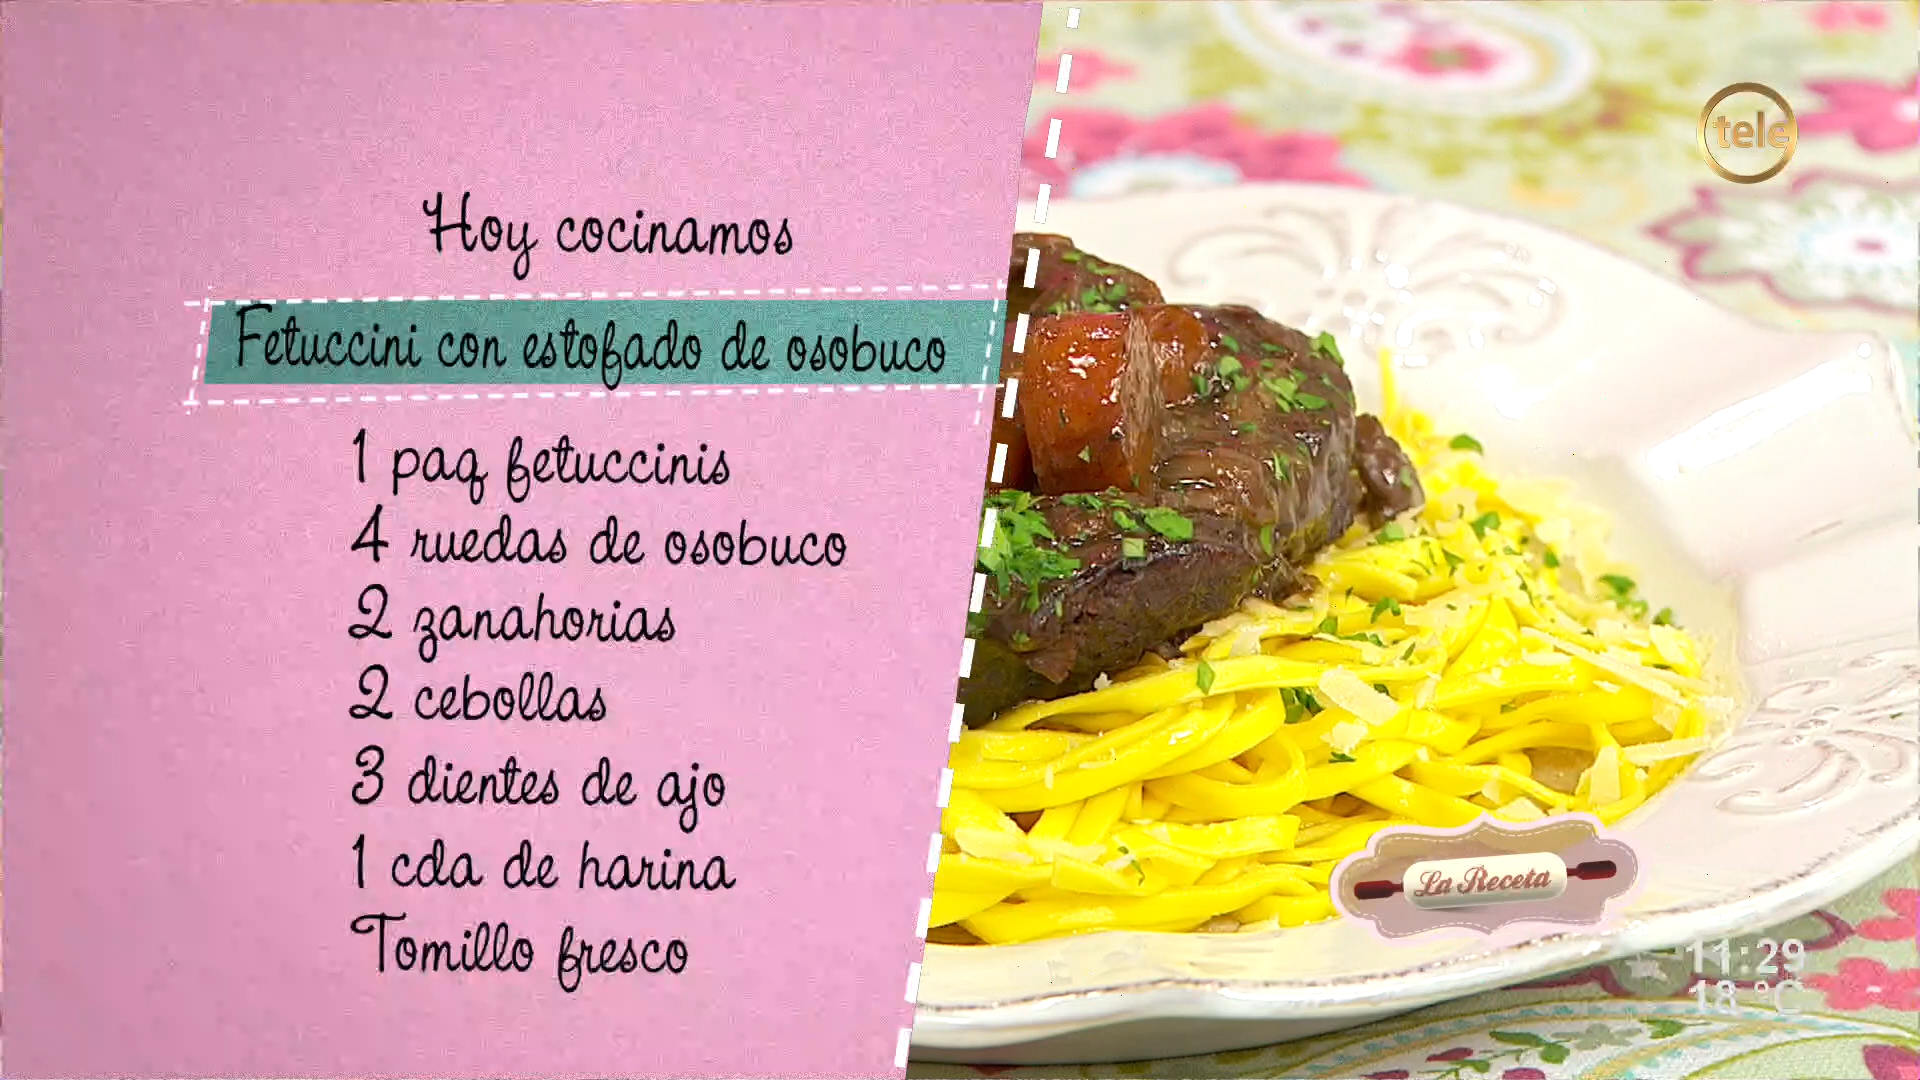 tele
Hoy cocinamos
Fetuccini con estofado de osobuco
1 paq fetuccinis
4 ruedas de osobuco
2 zanahorias
2 cebollas
3 dientes de ajo
1 cda de harina
Tomillo fresco
La Receta
11:29
18 °C